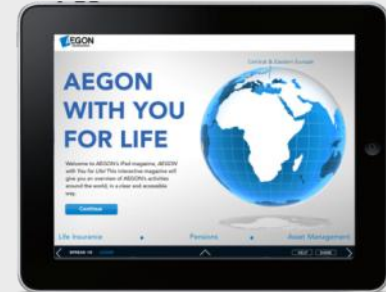 AEGON
Central & Eastern Europe
AEGON
WITH YOU
FOR LIFE
Welcome to AEGON's iPad magazine, AEGON
with You for Life! This interactive magazine will
give you an overview of AEGON's activities
around the world, in a clear and accessible
way.
Continue
Life Insurance • Pensions • Asset Management
HELP